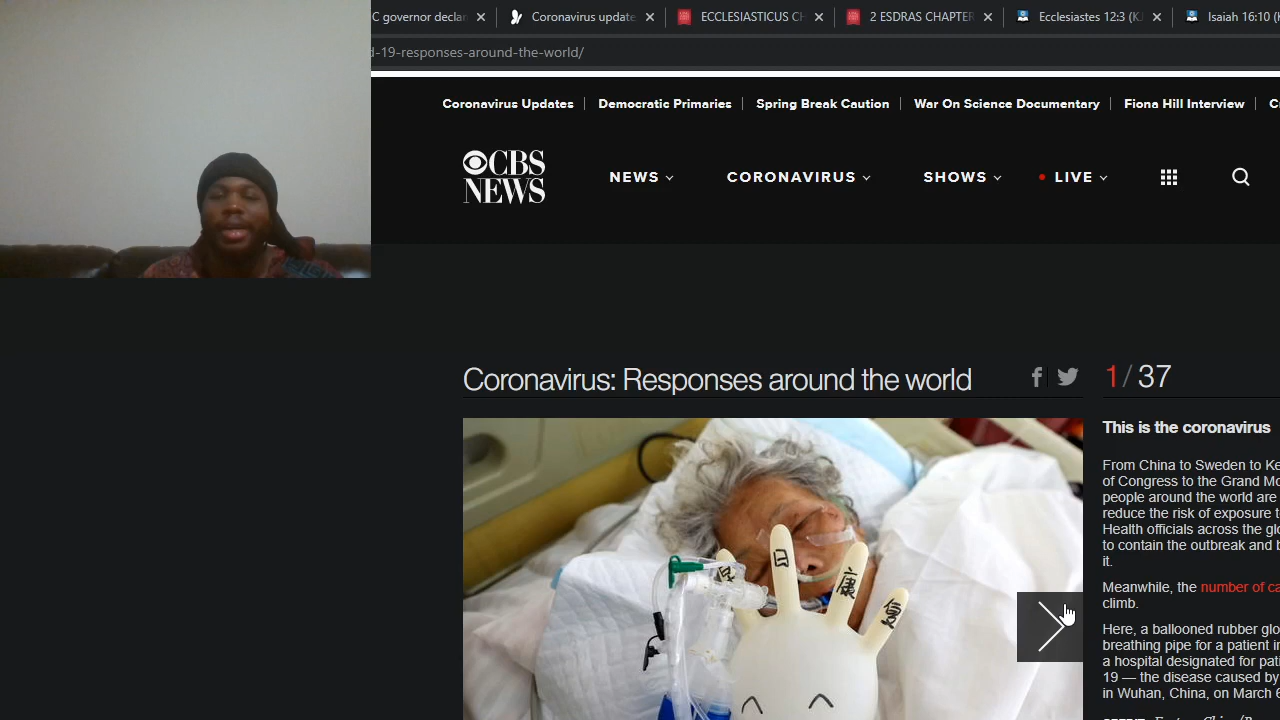 C governor declar
Coronavirus update
ECCLESIASTICUS CH
2 ESDRAS CHAPTER
Ecclesiastes 12:3 (KJ
Isaiah 16:10 (K
d-19-responses-around-the-world/
Coronavirus Updates
Democratic Primaries
Spring Break Caution
War On Science Documentary
Fiona Hill Interview
CBS NEWS
NEWS
CORONAVIRUS
SHOWS
LIVE
Coronavirus: Responses around the world
1/37
日
康
复
This is the coronavirus
From China to Sweden to Ke
of Congress to the Grand Mo
people around the world are
reduce the risk of exposure t
Health officials across the glo
to contain the outbreak and b
it.
Meanwhile, the number of ca
climb.
Here, a ballooned rubber glo
breathing pipe for a patient in
a hospital designated for pati
19 — the disease caused by
in Wuhan, China, on March 6